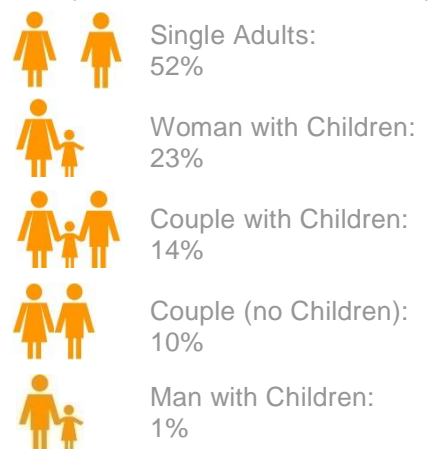 Single Adults:
52%
Woman with Children:
23%
Couple with Children:
14%
Couple (no Children):
10%
Man with Children:
1%